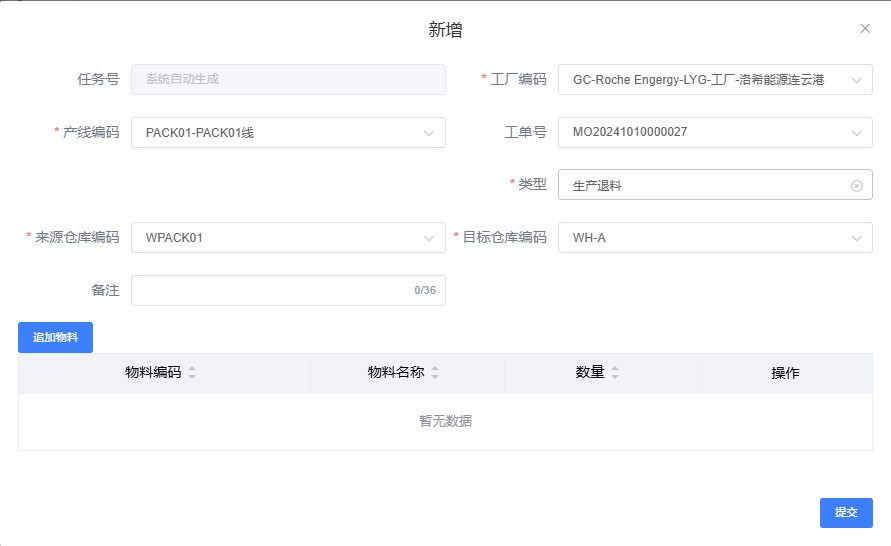 新增
任务号 系统自动生成 * 工厂编码 GC-Roche Engergy-LYG-工厂-洛希能源连云港
* 产线编码 PACK01-PACK01线 工单号 MO20241010000027
* 类型 生产退料
* 来源仓库编码 WPACK01 * 目标仓库编码 WH-A
备注 0/36
追加物料
物料编码 物料名称 数量 操作
暂无数据
提交